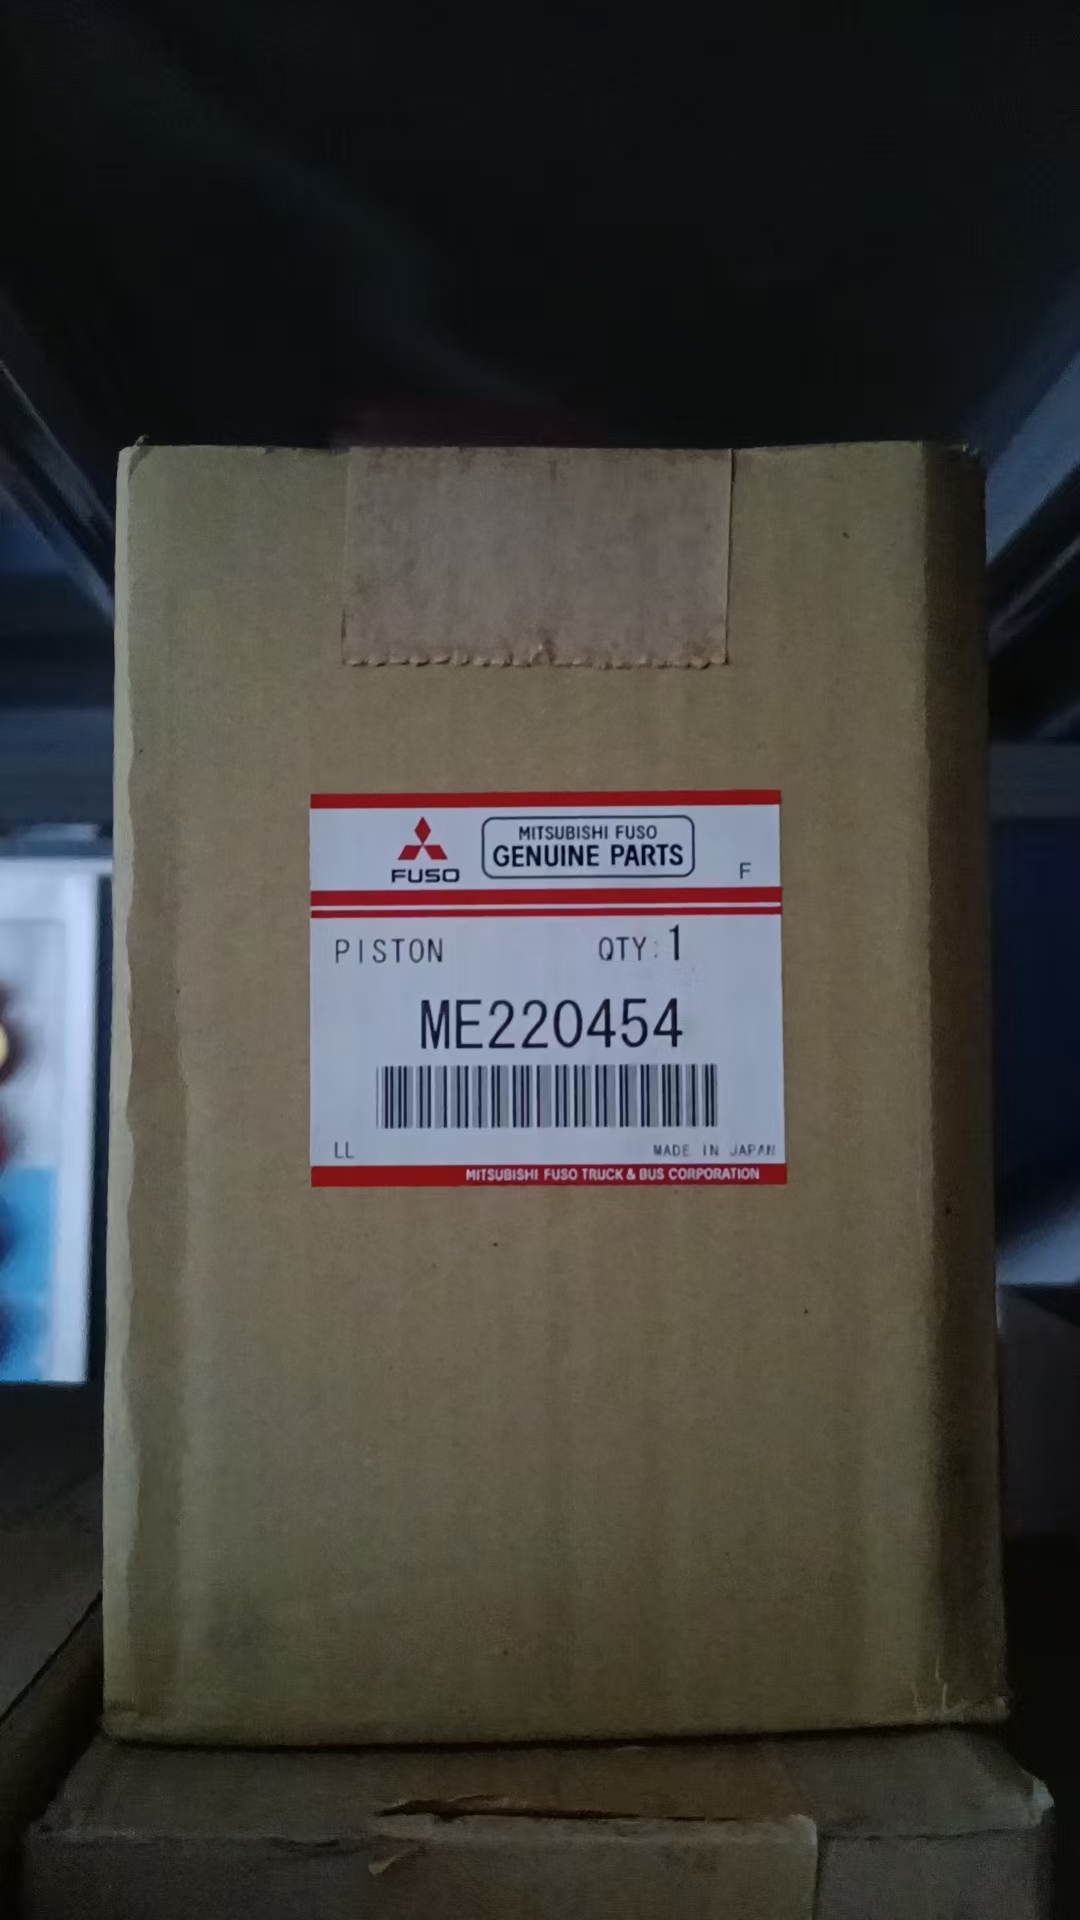 MITSUBISHI FUSO
GENUINE PARTS
FUSO
F
PISTON QTY:1
ME220454
LL MADE IN JAPAN
MITSUBISHI FUSO TRUCK & BUS CORPORATION